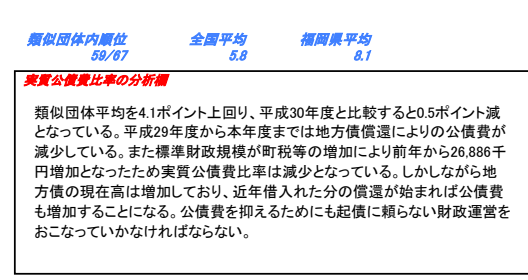 類似団体内順位 全国平均 福岡県平均
59/67 5.8 8.1
実質公債費比率の分析欄
類似団体平均を4.1ポイント上回り、平成30年度と比較すると0.5ポイント減
となっている。平成29年度から本年度までは地方債償還によりの公債費が
減少している。また標準財政規模が町税等の増加により前年から26,886千
円増加となったため実質公債費比率は減少となっている。しかしながら地
方債の現在高は増加しており、近年借入れた分の償還が始まれば公債費
も増加することになる。公債費を抑えるためにも起債に頼らない財政運営を
おこなっていかなければならない。